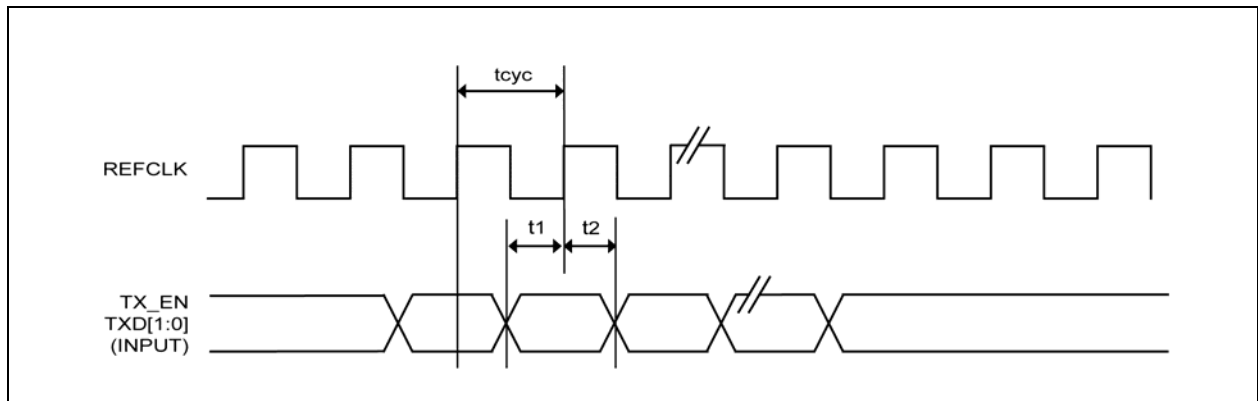 tcyc
REFCLK
t1
t2
TX_EN
TXD[1:0]
(INPUT)